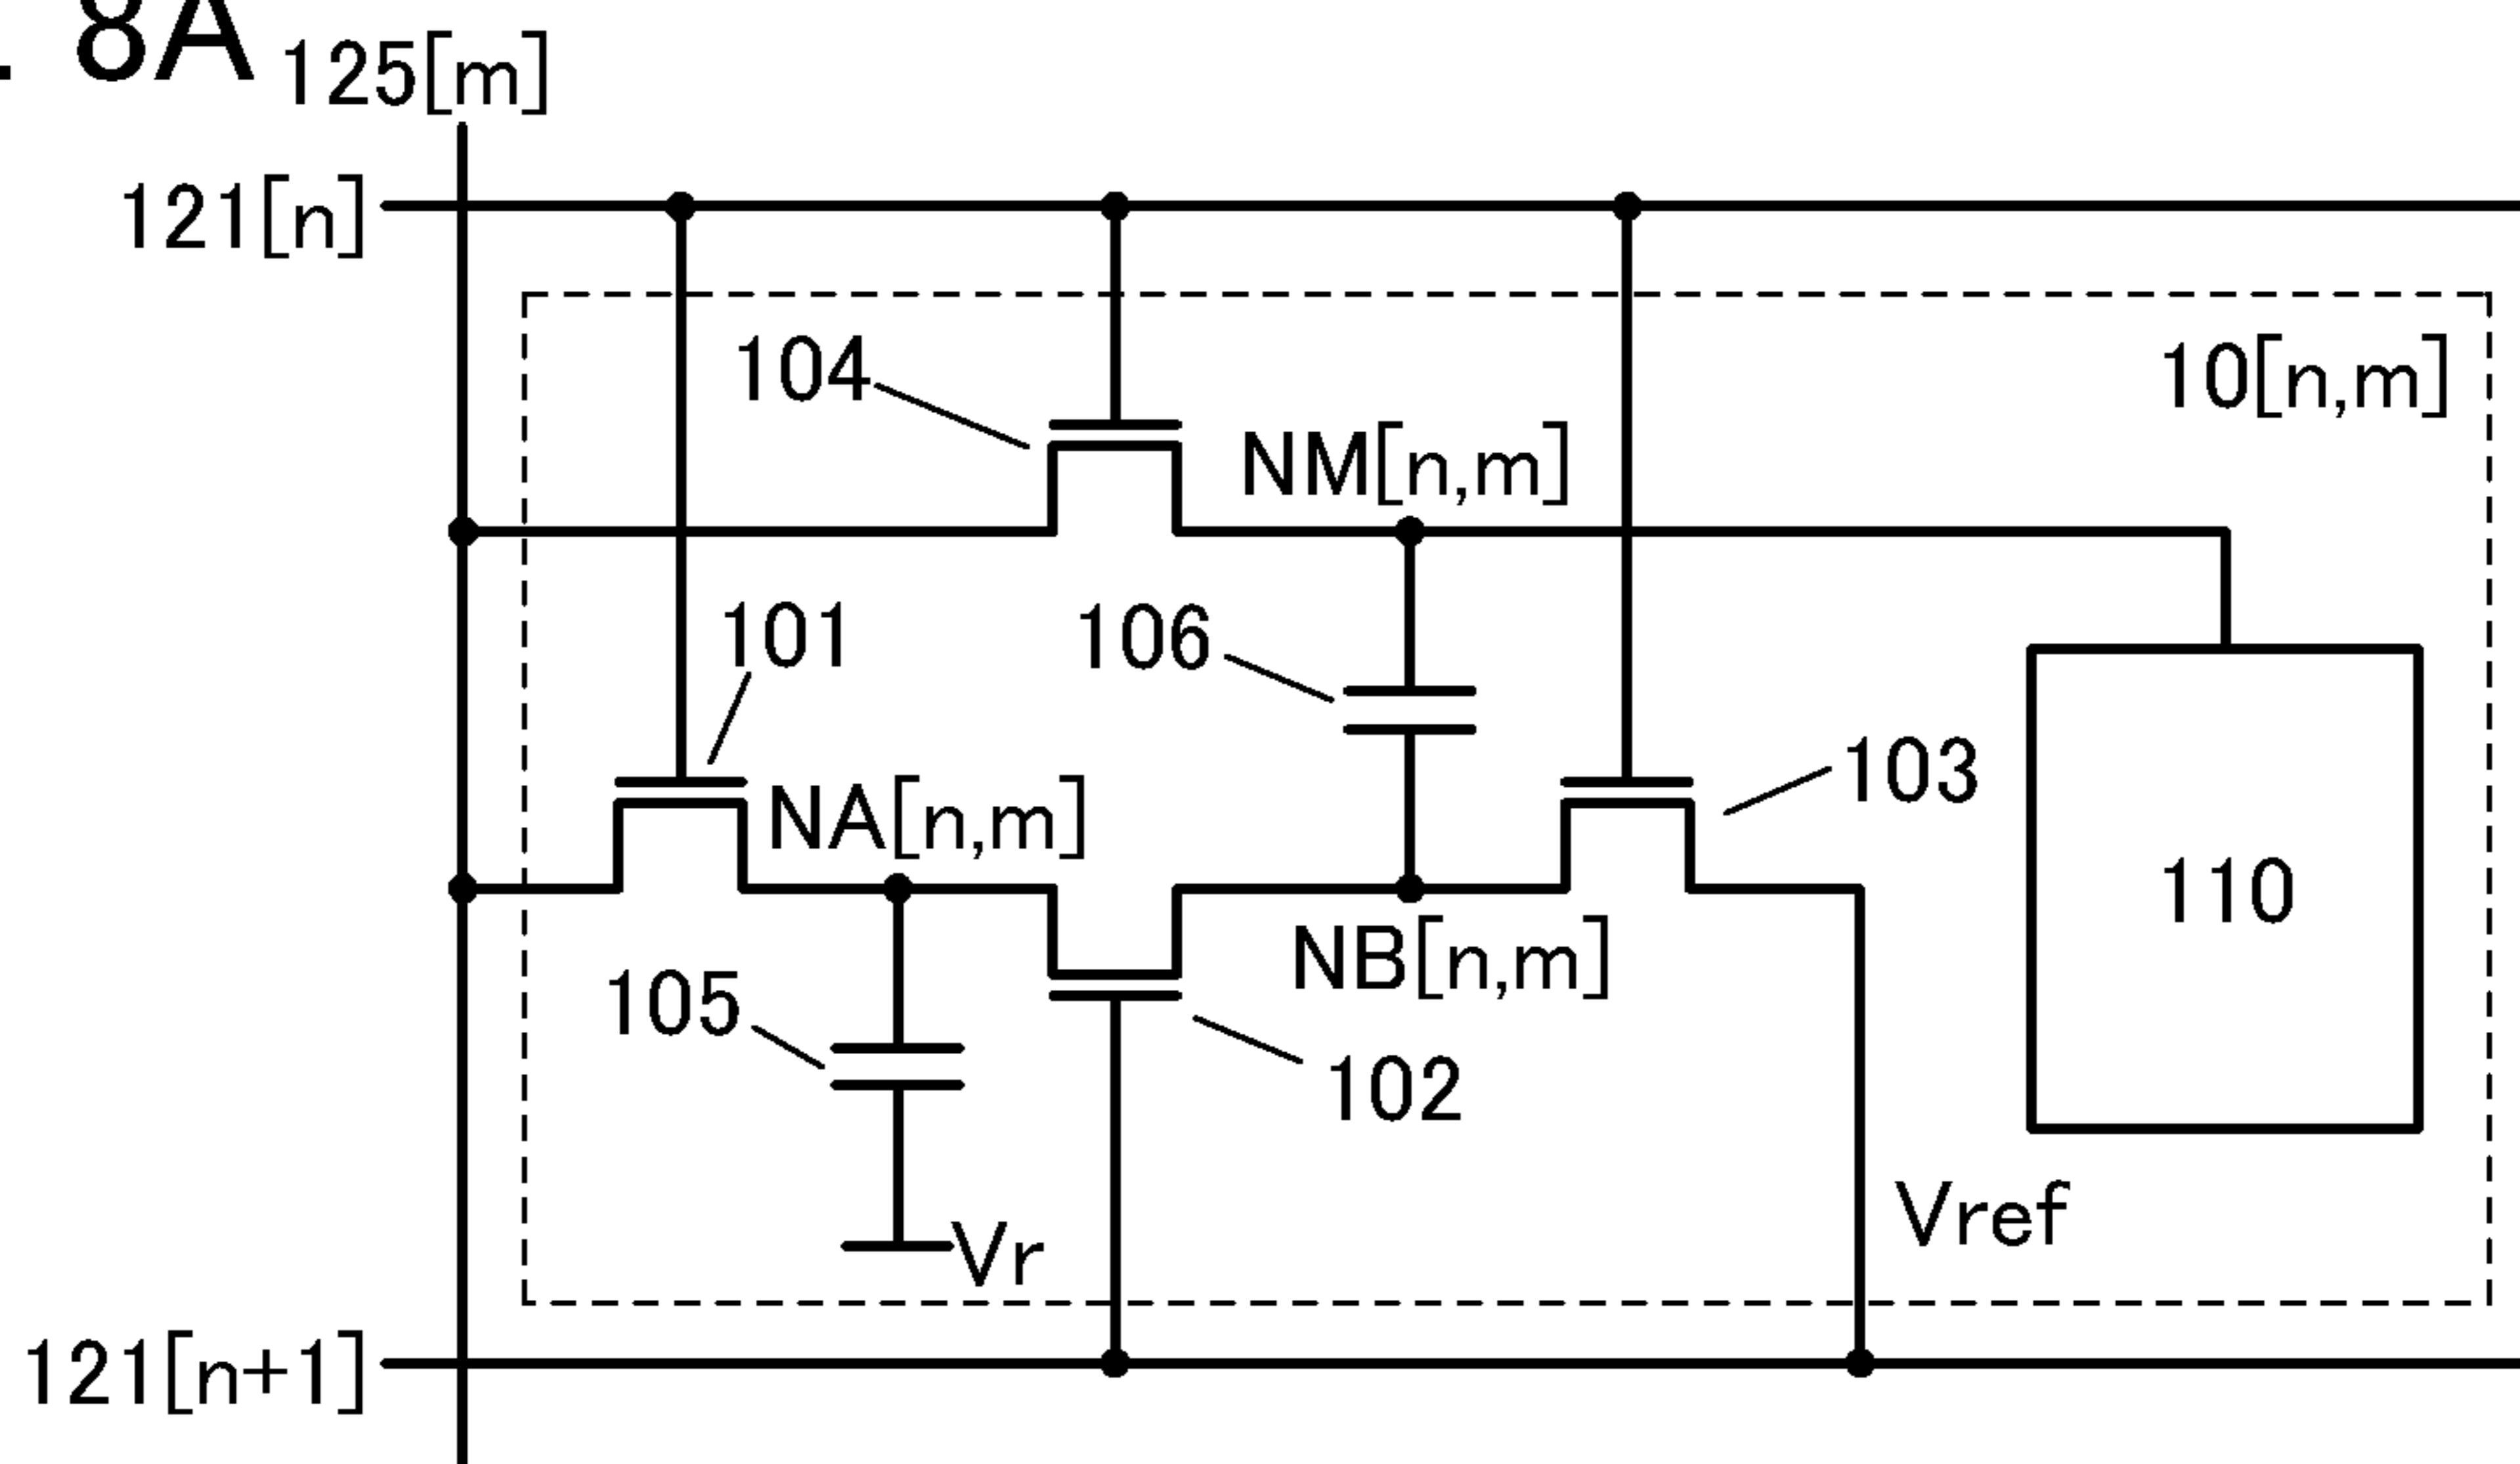 . 8A
125[m]
121[n]
104
10[n,m]
NM[n,m]
101
106
103
NA[n,m]
110
NB[n,m]
105
102
Vref
Vr
121[n+1]